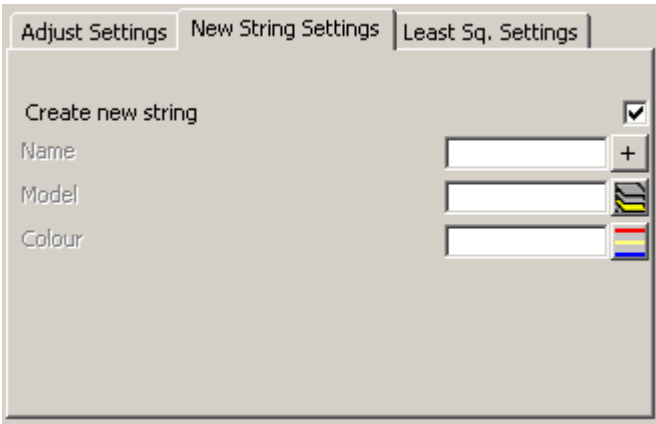 Adjust Settings New String Settings Least Sq. Settings
Create new string
Name
+
Model
Colour